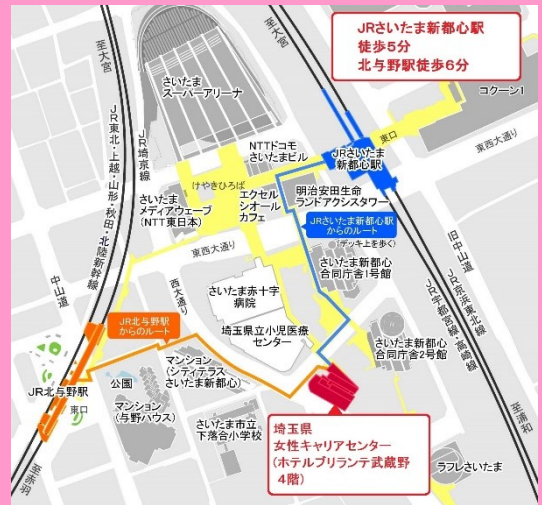 JRさいたま新都心駅
徒歩5分
北与野駅徒歩6分
至大宮
至大宮
さいたま
スーパーアリーナ
コクーン1
JR東北・上越・山形・秋田・北陸新幹線
JR埼京線
NTTドコモ
さいたまビル
東口
東西大通り
JRさいたま
新都心駅
けやきひろば
さいたま
メディアウェーブ
(NTT東日本)
エクセル
シオール
カフェ
明治安田生命
ランドアクシスタワー
JRさいたま新都心駅
からのルート
(デッキ上を歩く)
東西大通り
中山道
西大通り
さいたま赤十字
病院
さいたま新都心
合同庁舎1号館
旧中山道
JR京浜東北線
JR宇都宮線・高崎線
JR北与野駅
からのルート
埼玉県立小児医療
センター
さいたま新都心
合同庁舎2号館
JR北与野駅
東口
公園
マンション
(シティテラス
さいたま新都心)
マンション
(与野ハウス)
さいたま市立
下落合小学校
埼玉県
女性キャリアセンター
(ホテルブリランテ武蔵野
4階)
ラフレさいたま
至赤羽
至浦和